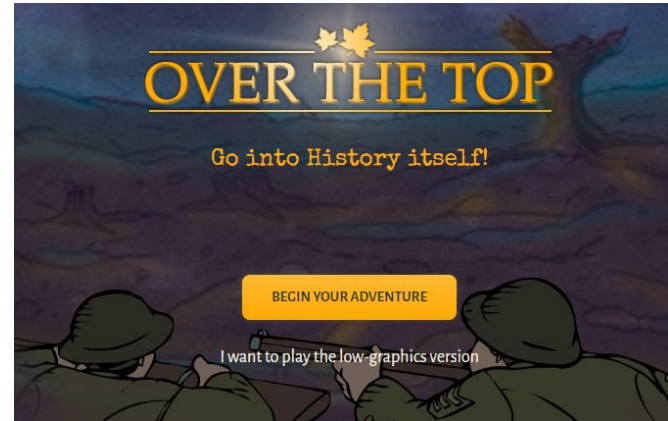 OVER THE TOP
Go into History itself!
BEGIN YOUR ADVENTURE
I want to play the low-graphics version